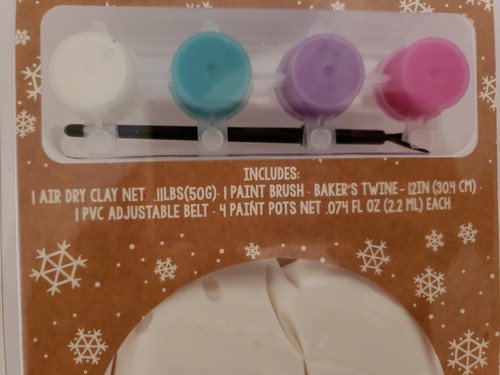 INCLUDES:
1 AIR DRY CLAY NET .11LBS(50G) · 1 PAINT BRUSH · BAKER'S TWINE - 12IN (30.4 CM)
1 PVC ADJUSTABLE BELT · 4 PAINT POTS NET .074 FL OZ (2.2 ML) EACH